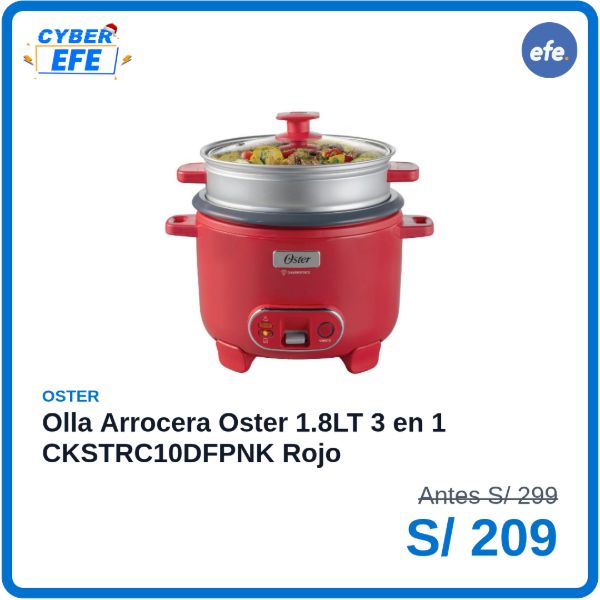 CYBER
EFE
efe.
Oster
OSTER
Olla Arrocera Oster 1.8LT 3 en 1
CKSTRC10DFPNK Rojo
Antes S/ 299
S/ 209